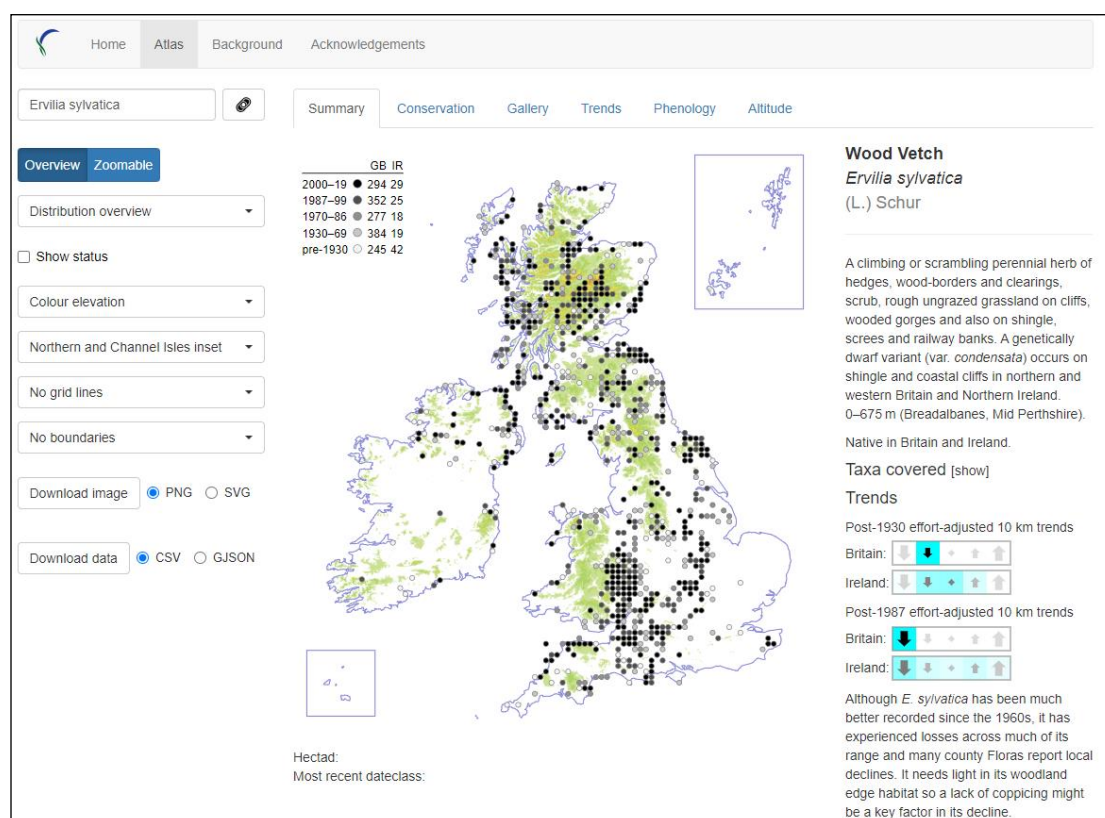 Home Atlas Background Acknowledgements
Ervilia sylvatica
Overview Zoomable
Distribution overview
Show status
Colour elevation
Northern and Channel Isles inset
No grid lines
No boundaries
Download image PNG SVG
Download data CSV GJSON
Summary Conservation Gallery Trends Phenology Altitude
GB IR
2000–19 294 29
1987–99 352 25
1970–86 277 18
1930–69 384 19
pre-1930 245 42
Hectad:
Most recent dateclass:
Wood Vetch
Ervilia sylvatica
(L.) Schur
A climbing or scrambling perennial herb of
hedges, wood-borders and clearings,
scrub, rough ungrazed grassland on cliffs,
wooded gorges and also on shingle,
screes and railway banks. A genetically
dwarf variant (var. condensata) occurs on
shingle and coastal cliffs in northern and
western Britain and Northern Ireland.
0–675 m (Breadalbanes, Mid Perthshire).
Native in Britain and Ireland.
Taxa covered [show]
Trends
Post-1930 effort-adjusted 10 km trends
Britain:
Ireland:
Post-1987 effort-adjusted 10 km trends
Britain:
Ireland:
Although E. sylvatica has been much
better recorded since the 1960s, it has
experienced losses across much of its
range and many county Floras report local
declines. It needs light in its woodland
edge habitat so a lack of coppicing might
be a key factor in its decline.